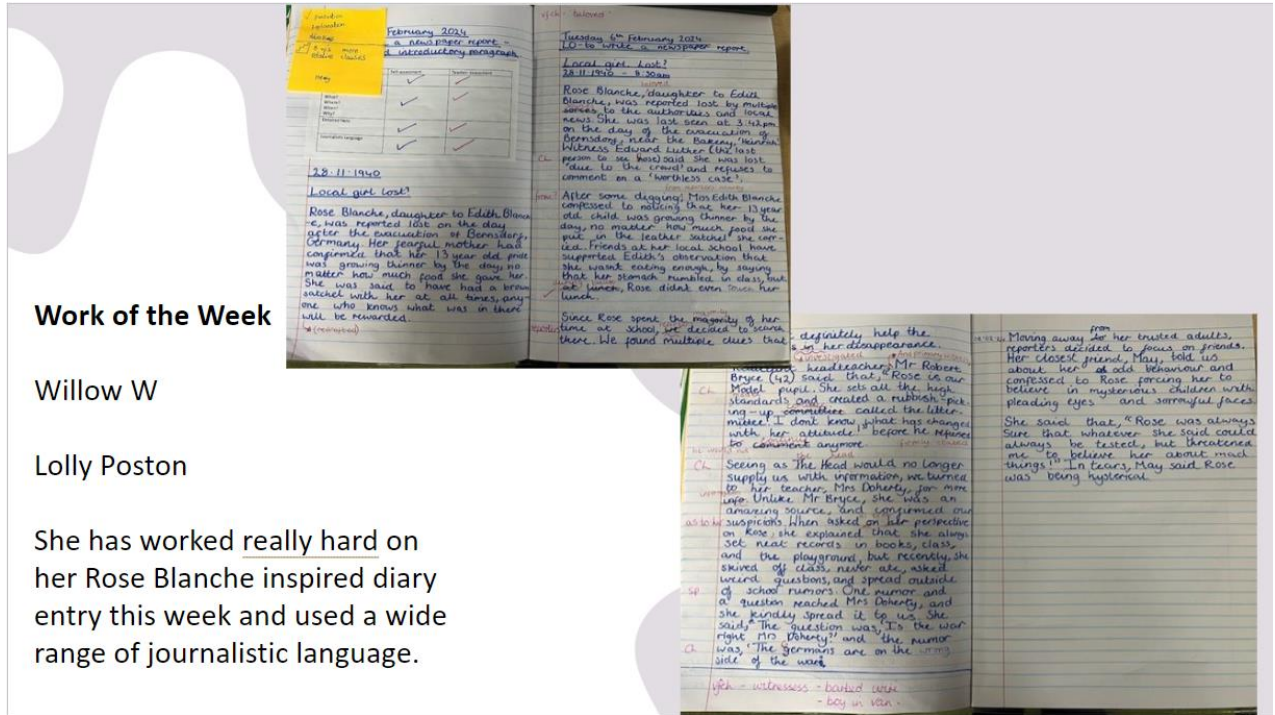 Work of the Week
Willow W
Lolly Poston
She has worked really hard on
her Rose Blanche inspired diary
entry this week and used a wide
range of journalistic language.
February 2024
a newspaper report -
introductory paragraph
28.11.1940
Local girl lost!
Rose Blanche, daughter to Edith Blanch
-e, was reported lost on the day
after the evacuation of Bernsdorg,
Germany. Her fearful mother had
confirmed that her 13 year old
was growing thinner by the day, no
matter how much food she gave her.
She was said to have had a brown
satchel with her at all times, any-
one who knows what was in there
will be rewarded.
vfch - beloved
Tuesday 6th February 2024
LO - to write a newspaper report
Local girl Lost!
28.11.1940 - 8:30am
Rose Blanche, daughter to Edith
Blanche, was reported lost by multiple
to the authorities and local
news. She was last seen at 3:42pm
on the day of the evacuation of
Bernsdorg, near the Bakery,
Witness Edward Luther (the last
Ch person to see Rose) said she was lost
'due to the crowd' and refuses to
comment on a 'worthless case'.
After some digging, Mrs Edith Blanche
confessed to noticing that her 13 year
old child was growing thinner by the
day, no matter how much food she
put in the leather satchel she carr-
ied. Friends at her local school have
supported Edith's observation that
she wasnt eating enough, by saying
that her stomach rumbled in class, but
at lunch, Rose didnt even touch her
lunch.
Since Rose spent the magority of her
time at school, we decided to search
there. We found multiple clues that
definitely help the
in her disappearance.
investigated
headteacher, Mr Robert
Bryce (42) said that, "Rose is our
Ch Model pupil. She sets all the high
standards and created a rubbish-pick
-ing-up committee called the litter-
mittee! I dont know what has changed
with her attitude!" before he refused
to comment anymore.
Ch Seeing as The Head would no longer
supply us with information, we turned
to her teacher, Mrs Doherty, for more
info. Unlike Mr Bryce, she was an
amazing source, and confirmed our
suspicions. When asked on her perspective
on Rose, she explained that she always
set neat records in books, class,
and the playground, but recently, she
skived off class, never ate, asked
weird questions, and spread outside
sp of school rumors. One rumor and
a queston reached Mrs Doherty, and
she kindly spread it to us. She
said, "The question was, 'Is the war
right Mrs Doherty?' and the rumor
Ch was, 'The germans are on the wrong
side of the war.
vfch - witnessess - barbed wire
- boy in van.
from
Moving away to her trusted adults,
reporters decided to focus on friends.
Her closest friend, May, told us
about her odd behaviour and
confessed to Rose forcing her to
believe in mysterious children with
pleading eyes and sorrowful faces
She said that, "Rose was always
sure that whatever she said could
always be tested, but threatened
me to believe her about mad
things!" In tears, May said Rose
was being hysterical